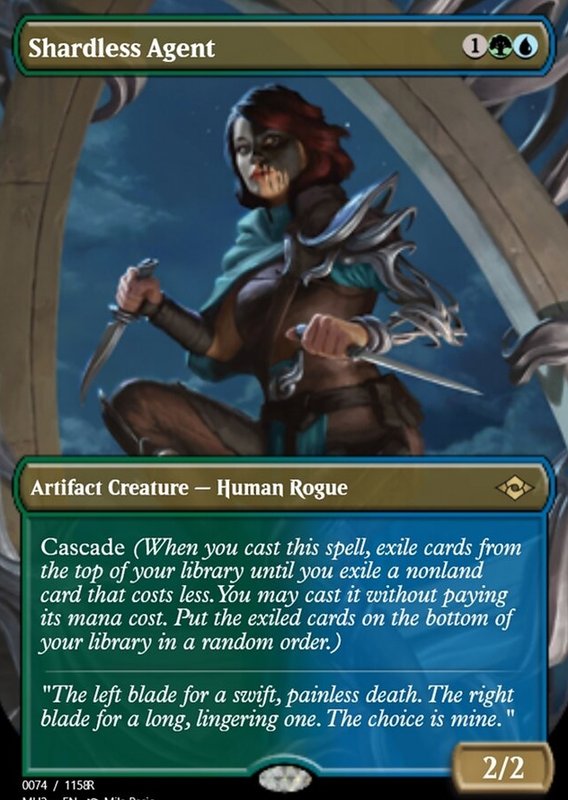 Shardless Agent 1
Artifact Creature — Human Rogue
Cascade (When you cast this spell, exile cards from
the top of your library until you exile a nonland
card that costs less. You may cast it without paying
its mana cost. Put the exiled cards on the bottom of
your library in a random order.)
"The left blade for a swift, painless death. The right
blade for a long, lingering one. The choice is mine."
2/2
0074 / 1158R